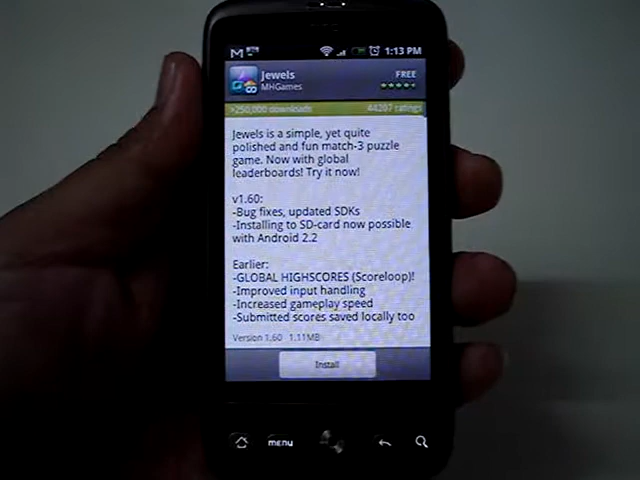 1:13 PM
Jewels
FREE
MHGames
>250,000 downloads 44207 ratings
Jewels is a simple, yet quite
polished and fun match-3 puzzle
game. Now with global
leaderboards! Try it now!
v1.60:
-Bug fixes, updated SDKs
-Installing to SD-card now possible
with Android 2.2
Earlier:
-GLOBAL HIGHSCORES (Scoreloop)!
-Improved input handling
-Increased gameplay speed
-Submitted scores saved locally too
Version 1.60 1.11MB
Install
menu